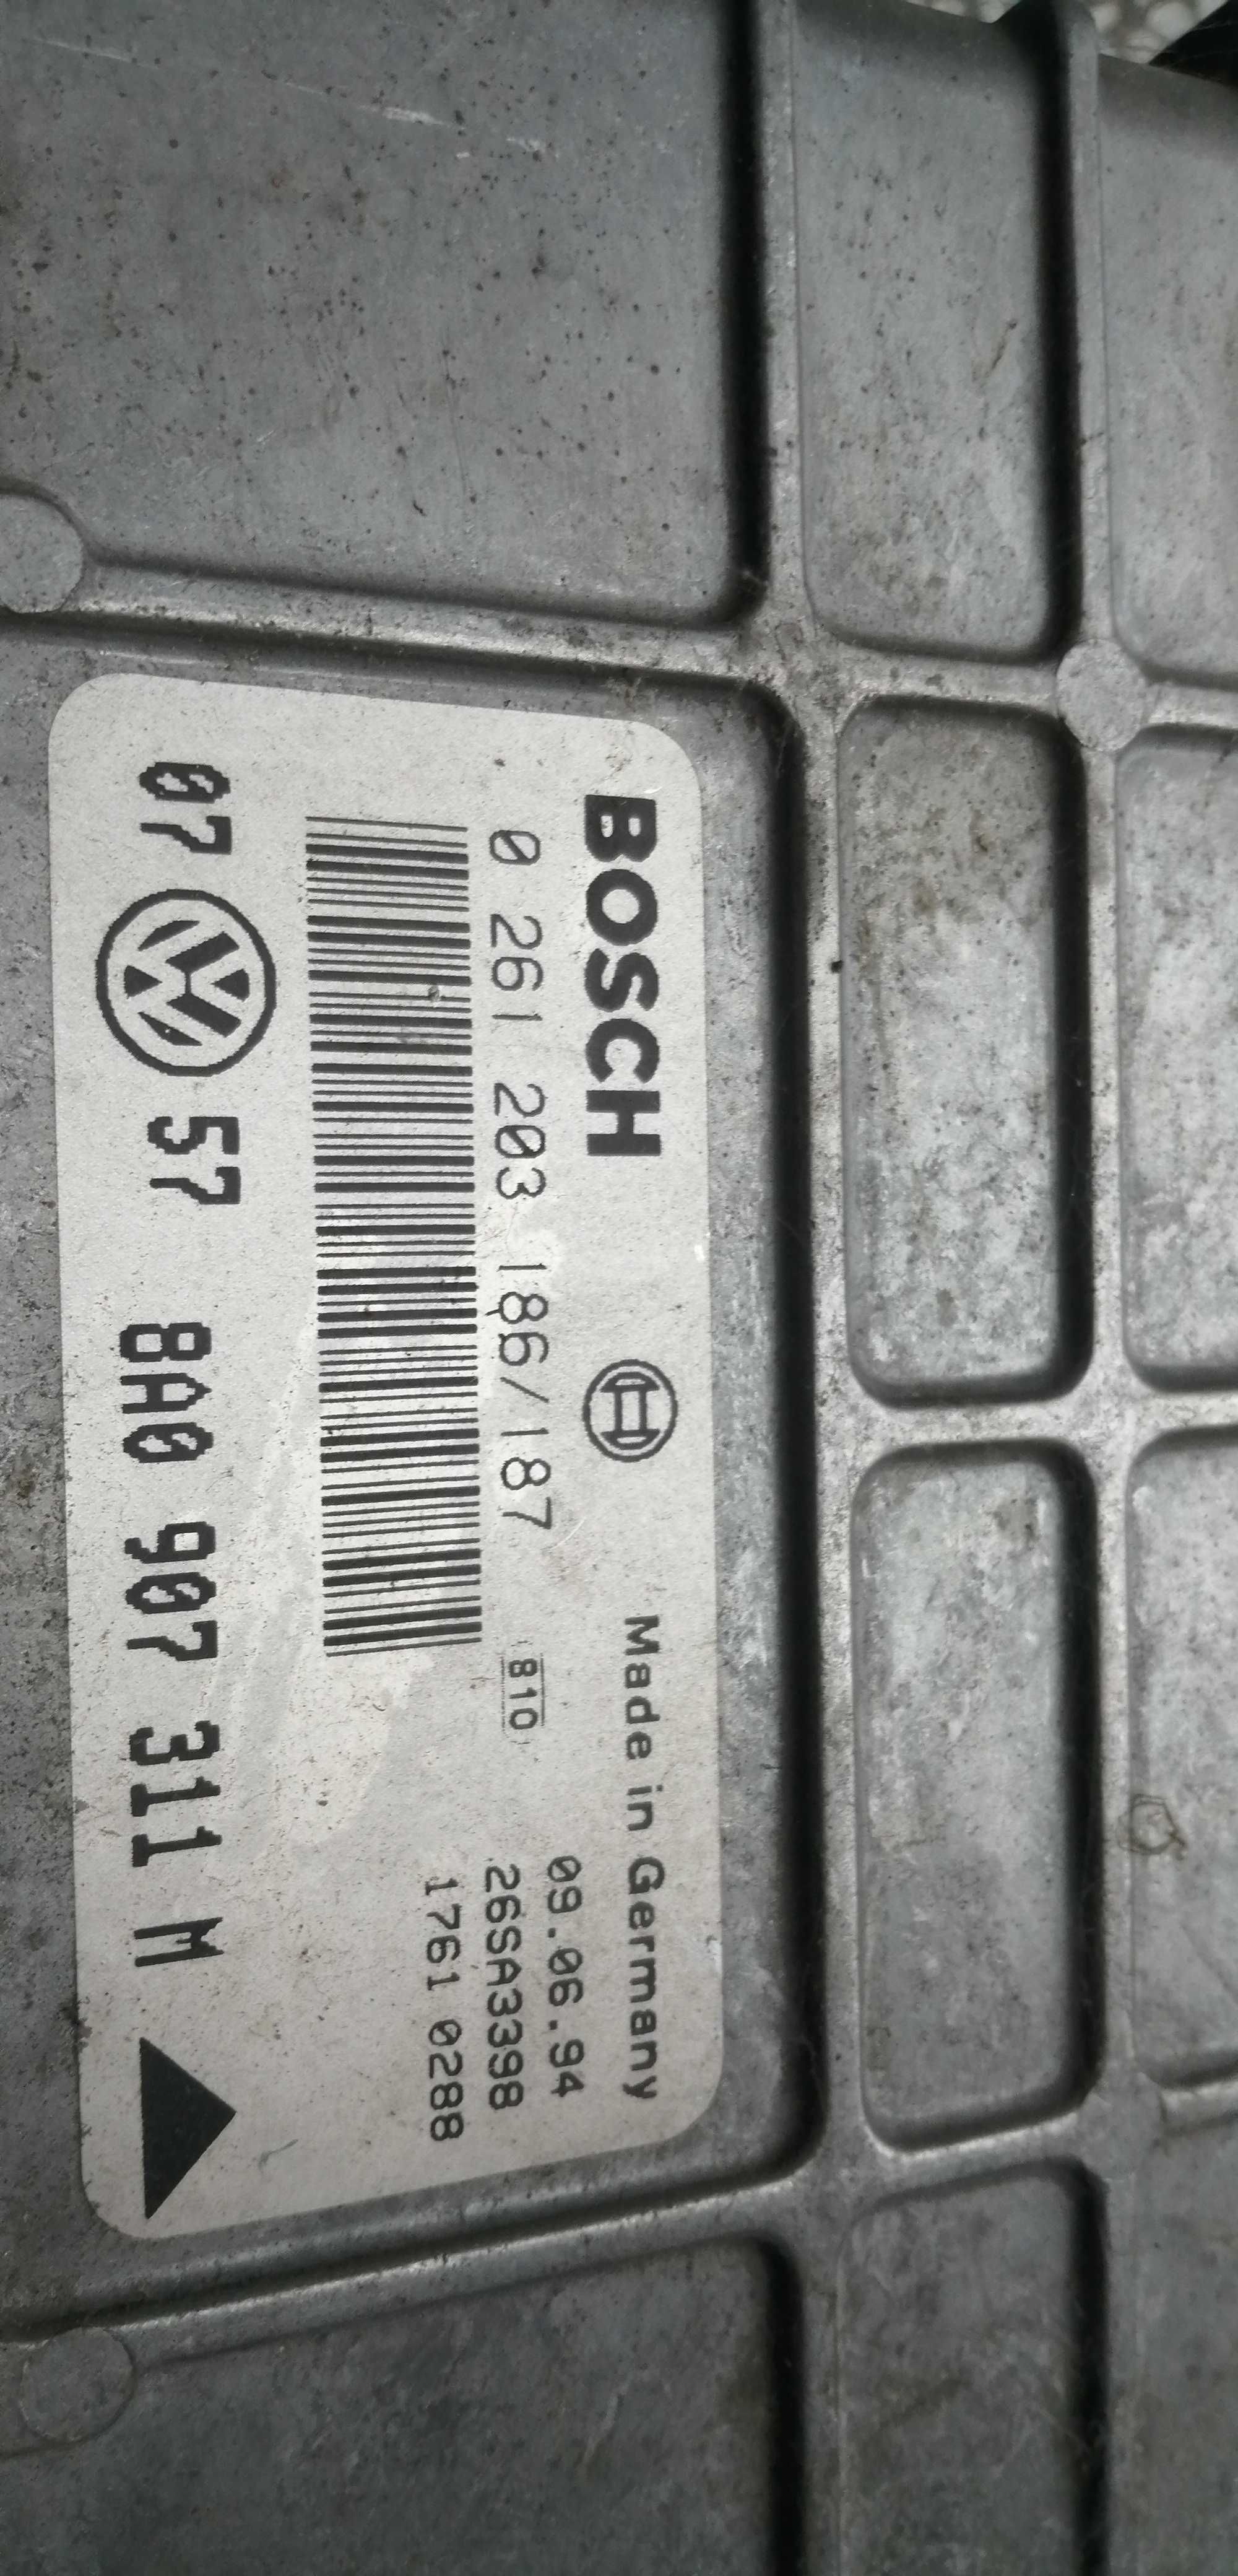 BOSCH Made in Germany
0 261 203 186/187 810 09.06.94
26SA3398
1761 0288
07 57 8A0 907 311 M